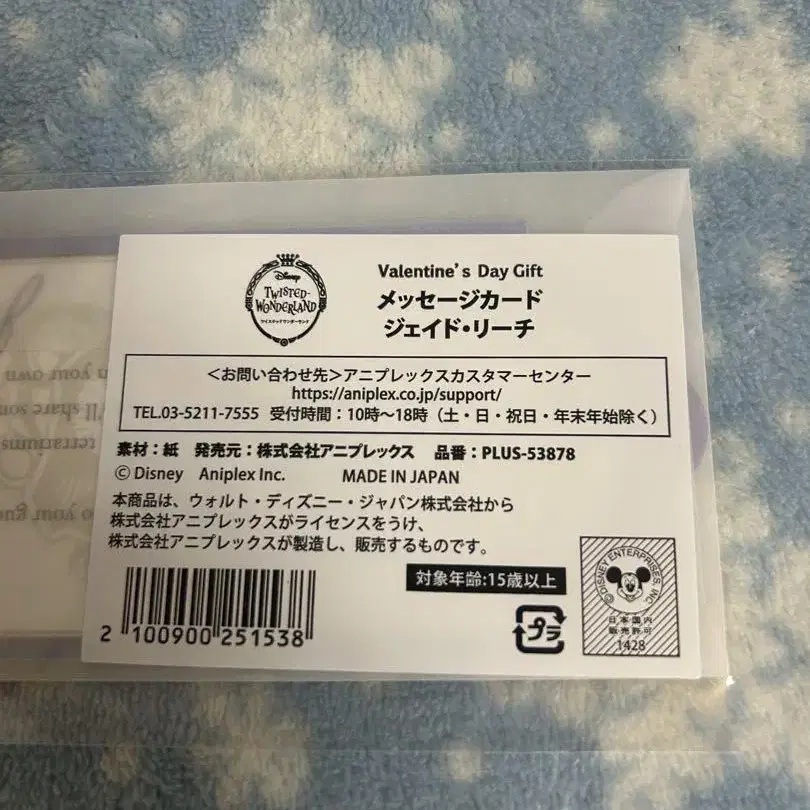 Disney
TWISTED-
WONDERLAND
ツイステッドワンダーランド
Valentine's Day Gift
メッセージカード
ジェイド・リーチ
＜お問い合わせ先＞アニプレックスカスタマーセンター
https://aniplex.co.jp/support/
TEL.03-5211-7555 受付時間：10時～18時（土・日・祝日・年末年始除く）
素材：紙 発売元：株式会社アニプレックス 品番：PLUS-53878
© Disney Aniplex Inc. MADE IN JAPAN
本商品は、ウォルト・ディズニー・ジャパン株式会社から
株式会社アニプレックスがライセンスをうけ、
株式会社アニプレックスが製造し、販売するものです。
対象年齢:15歳以上
2 100900 251538
プラ
©DISNEY ENTERPRISES, INC.
日本国内
販売許可
1428
o your gue
terrariums
'll share som
n your own